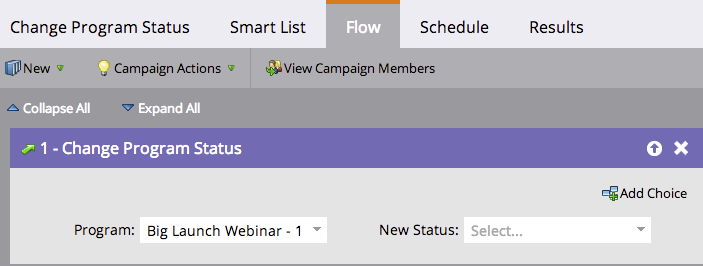 Change Program Status Smart List Flow Schedule Results
New Campaign Actions View Campaign Members
Collapse All Expand All
1 - Change Program Status
Add Choice
Program: Big Launch Webinar - 1 New Status: Select...